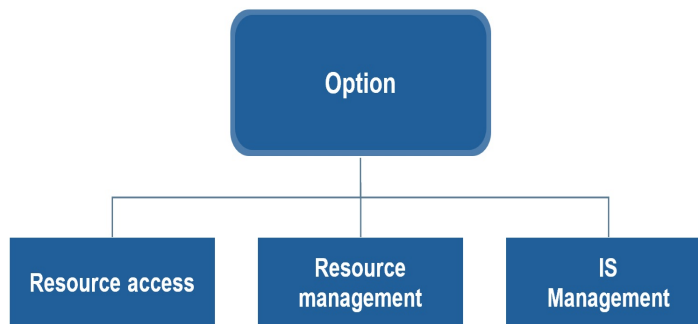 Option
Resource access
Resource
management
IS
Management